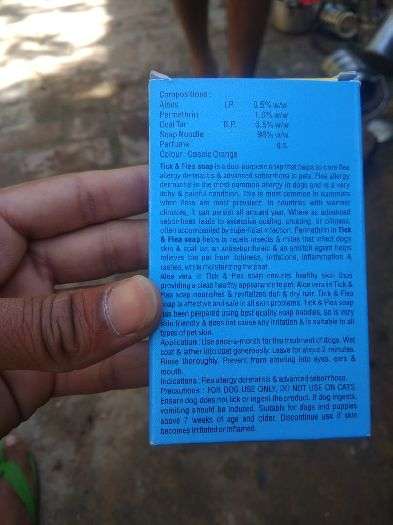 Compositions :
Aloes I.P. 0.5% w/w
Permethrin 1.0% w/w
Coal Tar B.P. 0.5% w/w
Soap Noodle 98% w/w
Perfume q.s.
Colour: Classic Orange
Tick & Flea soap is a dual purpose soap that helps to cure flea
allergy dermatitis & advanced seborrhoea in pets. Flea allergy
dermatitis is the most common allergy in dogs and is a very
itchy & painful condition. This is most common in summers
when fleas are most prevalent. In countries with warmer
climates, it can persist all around year. Where as advanced
seborrhoea leads to excessive scaling, crusting, at times
often accompanied by superficial infection. Permethrin in Tick
& Flea soap helps to repels insects & mites that infect dogs
skin & coat as an antiseborrhoeic & as antiitch agent helps
relieves the pet from itchiness, irritations, inflammation &
rashes, while moisturizing the coat.
Aloe vera in Tick & Flea soap ensures healthy skin thus
providing a clean healthy appearance to pet. Aloe vera in Tick &
Flea soap nourishes & revitalizes dull & dry hair. Tick & Flea
soap is effective and safe in all skin problems. Tick & Flea soap
has been prepared using best quality soap noodles, so is very
skin friendly & does not cause any irritation & is suitable to all
types of pet skin.
Application : Use once a month for the treatment of dogs. Wet
coat & lather into coat generously. Leave for about 2 minutes.
Rinse thoroughly. Prevent from entering into eyes, ears &
mouth.
Indications : Flea allergy dermatitis & advanced seborrhoea.
Precautions : FOR DOG USE ONLY, DO NOT USE ON CATS.
Ensure dog does not lick or ingest the product. If dog ingests,
vomiting should be induced. Suitable for dogs and puppies
above 7 weeks of age and older. Discontinue use if skin
becomes irritated or inflamed.